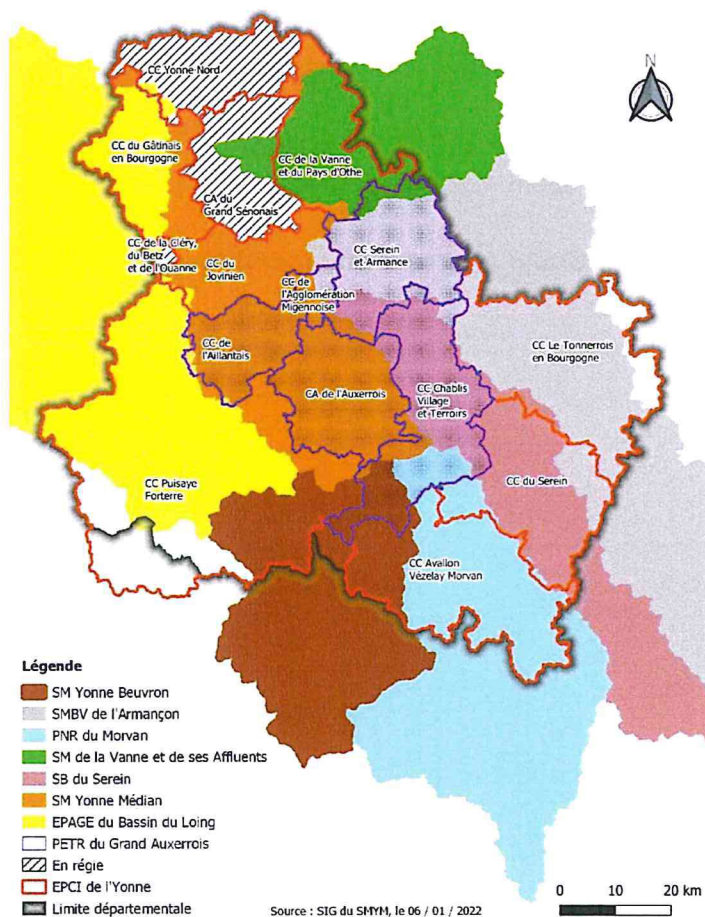 N
CC Yonne Nord
CC du Gâtinais
en Bourgogne
CC de la Vanne
et du Pays d'Othe
CA du
Grand Sénonais
CC de la Cléry,
du Betz
et de l'Ouanne
CC du
Jovinien
CC Serein
et Armance
CC de
l'Agglomération
Migennoise
CC de
l'Aillantais
CC Le Tonnerrois
en Bourgogne
CA de l'Auxerrois
CC Chablis
Village
et Terroirs
CC Puisaye
Forterre
CC du Serein
CC Avallon
Vézelay Morvan
Légende
SM Yonne Beuvron
SMBV de l'Armançon
PNR du Morvan
SM de la Vanne et de ses Affluents
SB du Serein
SM Yonne Médian
EPAGE du Bassin du Loing
PETR du Grand Auxerrois
En régie
EPCI de l'Yonne
Limite départementale
Source : SIG du SMYM, le 06 / 01 / 2022
0 10 20 km